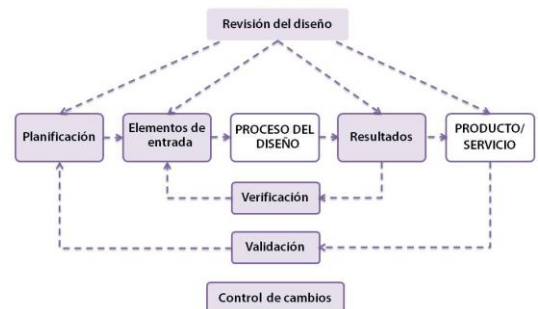 Revisión del diseño
Planificación
Elementos de
entrada
PROCESO DEL
DISEÑO
Resultados
PRODUCTO/
SERVICIO
Verificación
Validación
Control de cambios